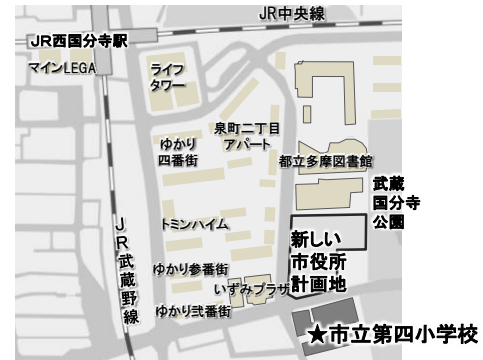 JR中央線
JR西国分寺駅
マインLEGA
ライフ
タワー
泉町二丁目
アパート
ゆかり
四番街
都立多摩図書館
武蔵
国分寺
公園
トミンハイム
JR武蔵野線
新しい
市役所
計画地
ゆかり参番街
いずみプラザ
ゆかり弐番街
★市立第四小学校